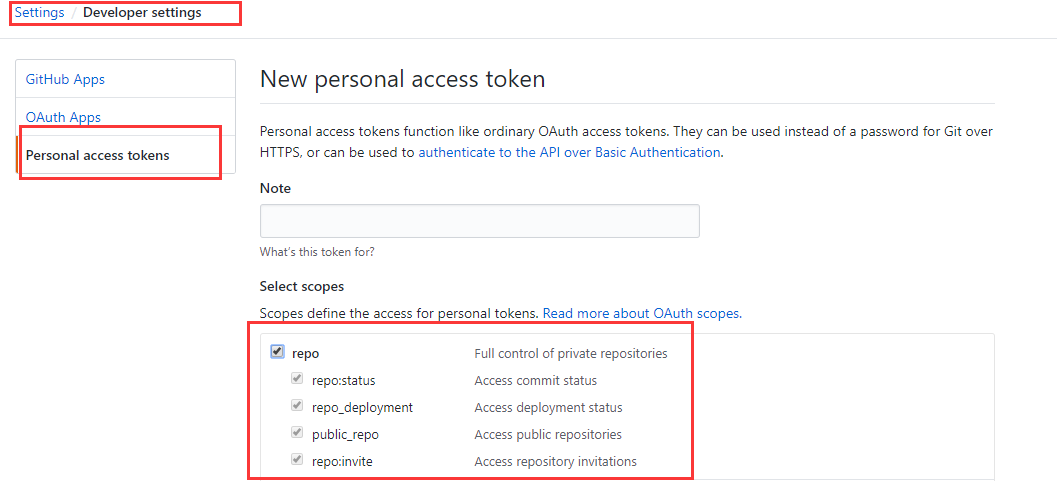 Settings / Developer settings
GitHub Apps
OAuth Apps
Personal access tokens
New personal access token
Personal access tokens function like ordinary OAuth access tokens. They can be used instead of a password for Git over
HTTPS, or can be used to authenticate to the API over Basic Authentication.
Note
What's this token for?
Select scopes
Scopes define the access for personal tokens. Read more about OAuth scopes.
repo Full control of private repositories
repo:status Access commit status
repo_deployment Access deployment status
public_repo Access public repositories
repo:invite Access repository invitations